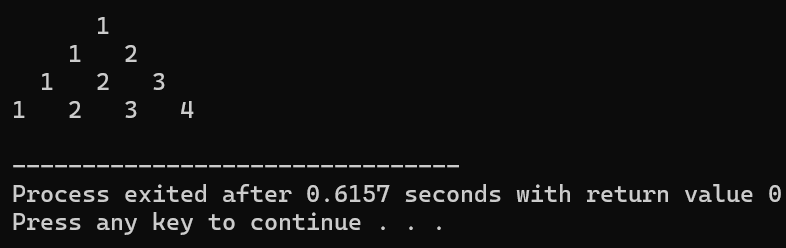 1
    1   2
  1   2   3
1   2   3   4

--------------------------------
Process exited after 0.6157 seconds with return value 0
Press any key to continue . . .